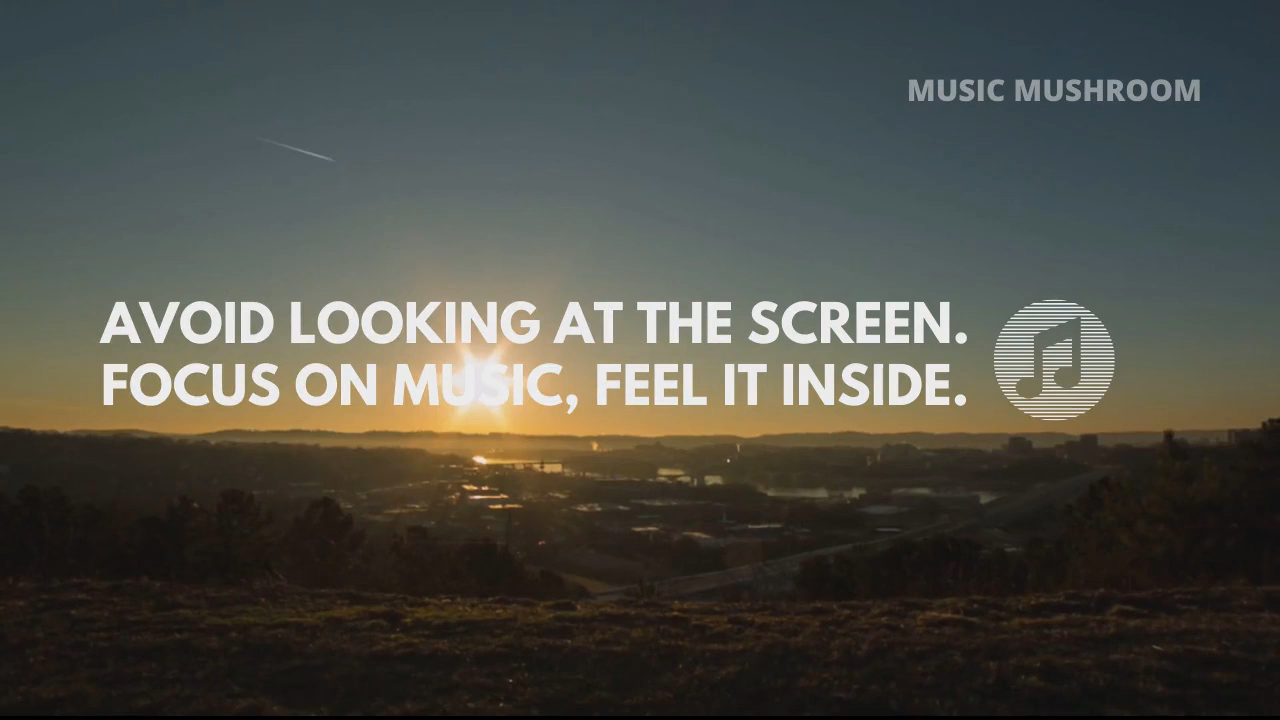 MUSIC MUSHROOM
AVOID LOOKING AT THE SCREEN.
FOCUS ON MUSIC, FEEL IT INSIDE.